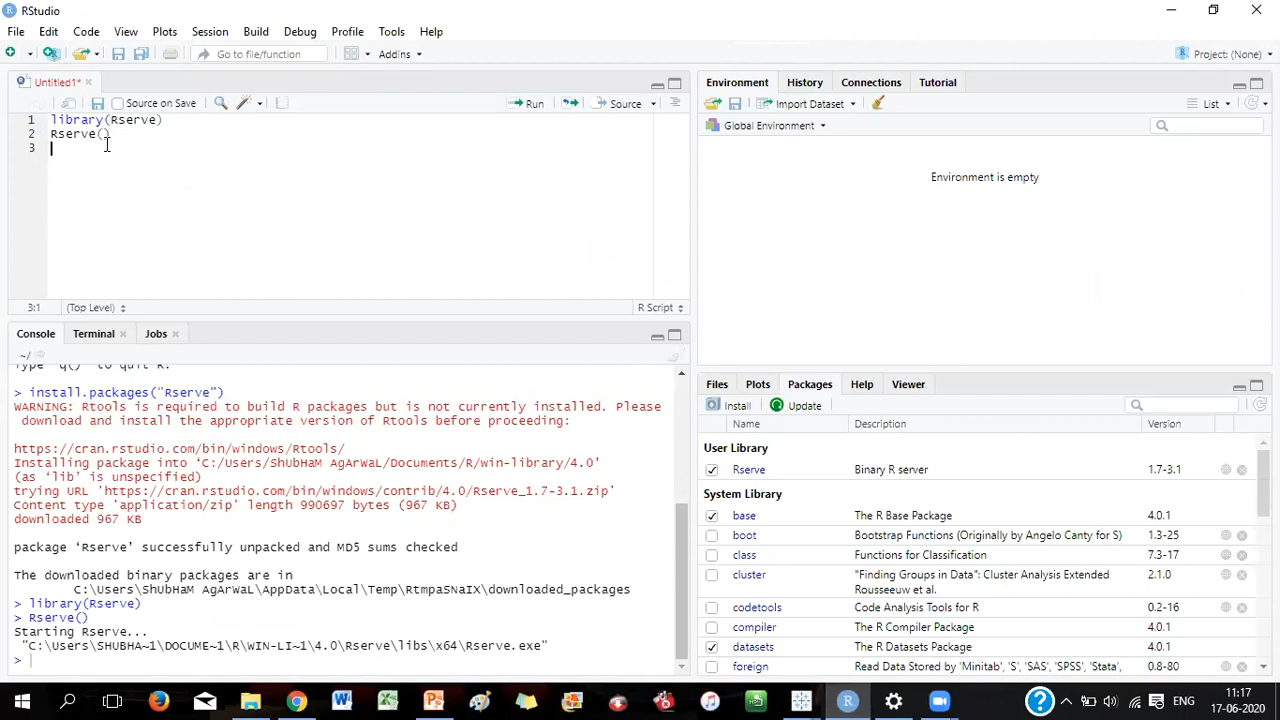 RStudio
File Edit Code View Plots Session Build Debug Profile Tools Help
Go to file/function Addins Project: (None)
Untitled1*
Source on Save Run Source
1 library(Rserve)
2 Rserve()
3
3:1 (Top Level) R Script
Console Terminal Jobs
~/
Type 'q()' to quit R.
> install.packages("Rserve")
WARNING: Rtools is required to build R packages but is not currently installed. Please
download and install the appropriate version of Rtools before proceeding:
https://cran.rstudio.com/bin/windows/Rtools/
Installing package into ‘C:/Users/ShUbHaM AgArWaL/Documents/R/win-library/4.0’
(as ‘lib’ is unspecified)
trying URL 'https://cran.rstudio.com/bin/windows/contrib/4.0/Rserve_1.7-3.1.zip'
Content type 'application/zip' length 990697 bytes (967 KB)
downloaded 967 KB
package ‘Rserve’ successfully unpacked and MD5 sums checked
The downloaded binary packages are in
C:\Users\ShUbHaM AgArWaL\AppData\Local\Temp\RtmpaSNaIX\downloaded_packages
> library(Rserve)
> Rserve()
Starting Rserve...
"C:\Users\SHUBHA~1\DOCUME~1\R\WIN-LI~1\4.0\Rserve\libs\x64\Rserve.exe"
>
Environment History Connections Tutorial
Import Dataset List
Global Environment
Environment is empty
Files Plots Packages Help Viewer
Install Update
Name Description Version
User Library
Rserve Binary R server 1.7-3.1
System Library
base The R Base Package 4.0.1
boot Bootstrap Functions (Originally by Angelo Canty for S) 1.3-25
class Functions for Classification 7.3-17
cluster "Finding Groups in Data": Cluster Analysis Extended 2.1.0
Rousseeuw et al.
codetools Code Analysis Tools for R 0.2-16
compiler The R Compiler Package 4.0.1
datasets The R Datasets Package 4.0.1
foreign Read Data Stored by 'Minitab', 'S', 'SAS', 'SPSS', 'Stata', 0.8-80
ENG
11:17
17-06-2020